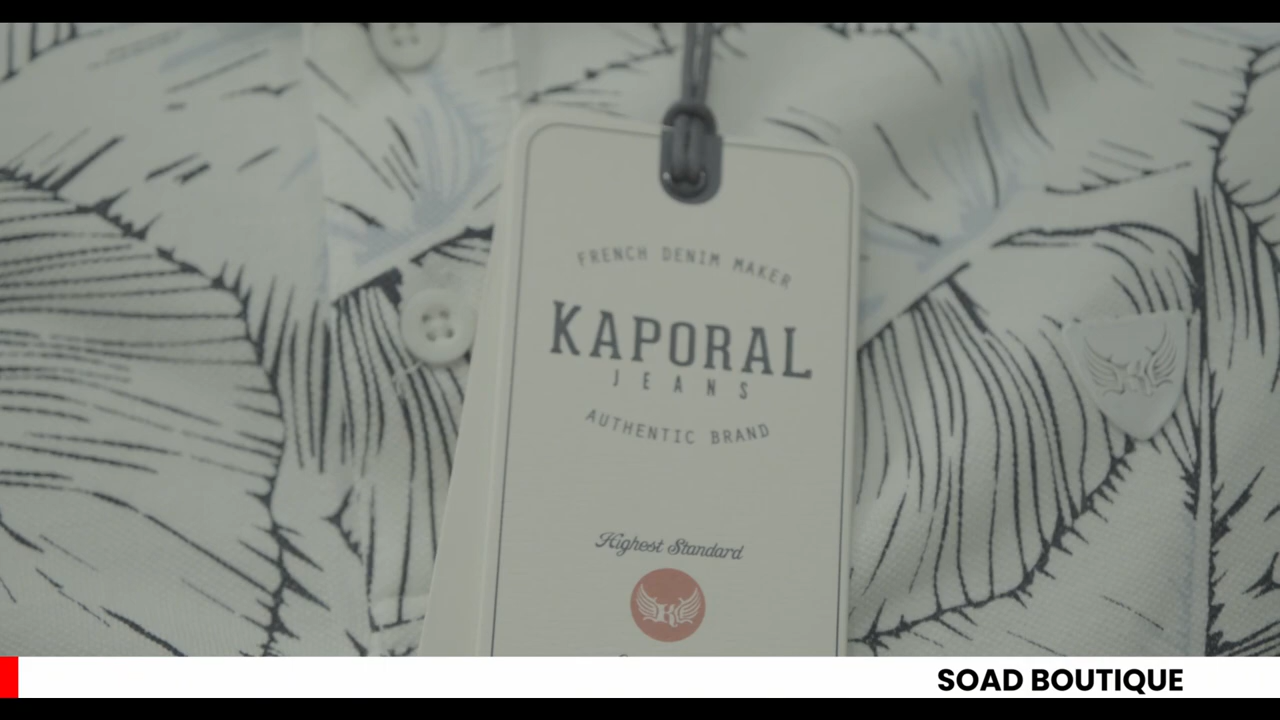 FRENCH DENIM MAKER
KAPORAL
JEANS
AUTHENTIC BRAND
Highest Standard
K
SOAD BOUTIQUE